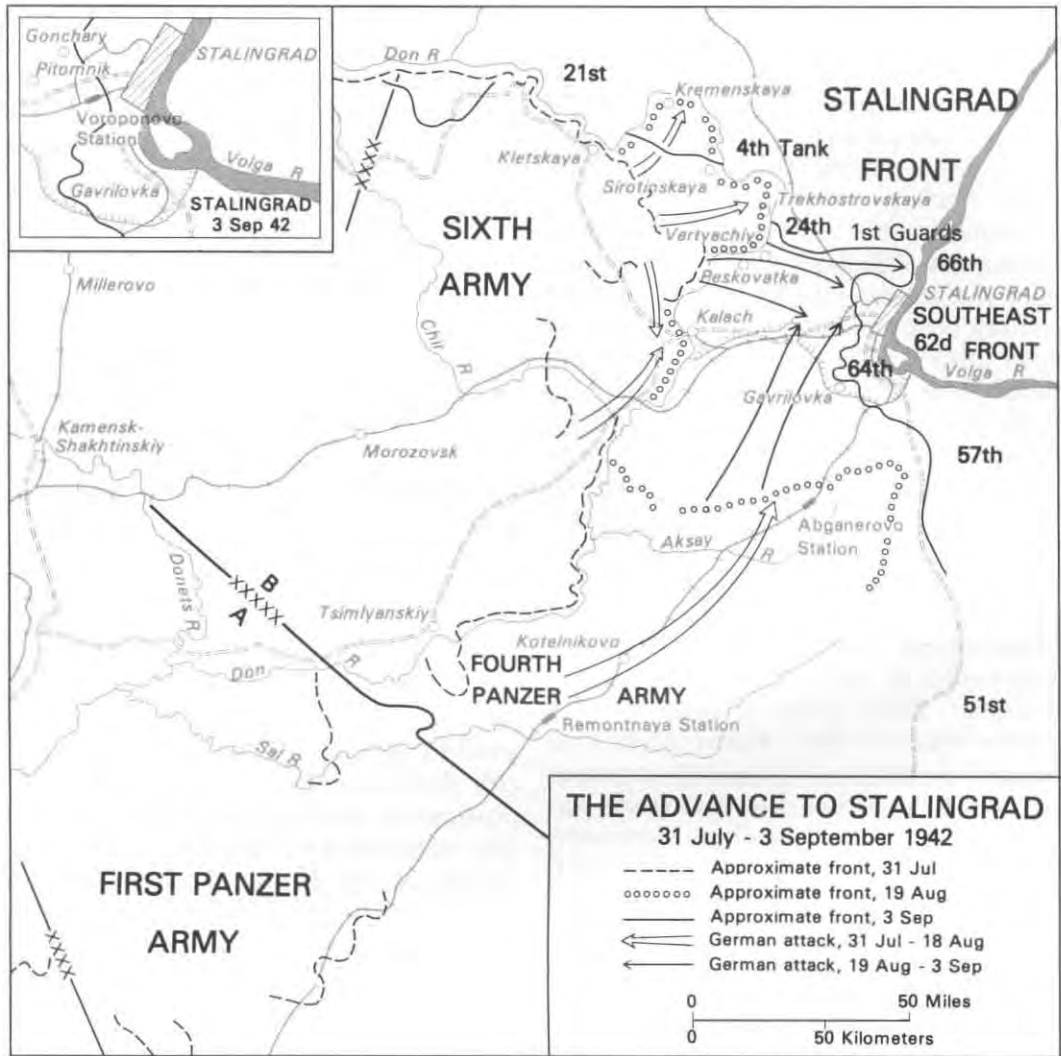 Gonchary
Pitomnik
STALINGRAD
Voroponovo
Station
Volga R
Gavrilovka
STALINGRAD
3 Sep 42
Don R
21st
Kremenskaya
STALINGRAD
FRONT
Kletskaya
4th Tank
Sirotinskaya
Trekhostrovskaya
SIXTH
ARMY
Vertyachiy
24th
1st Guards
66th
Peskovatka
STALINGRAD
SOUTHEAST
FRONT
62d
64th
Volga R
Millerovo
Chir R
Kalach
Gavrilovka
Kamensk-
Shakhtinskiy
Morozovsk
57th
Aksay R
Abganerovo
Station
Donets R
B
XXXXX
A
Tsimlyanskiy
Don R
Kotelnikovo
FOURTH
PANZER ARMY
51st
Remontnaya Station
Sal R
XXXX
FIRST PANZER
ARMY
XXXX
THE ADVANCE TO STALINGRAD
31 July - 3 September 1942
Approximate front, 31 Jul
Approximate front, 19 Aug
Approximate front, 3 Sep
German attack, 31 Jul - 18 Aug
German attack, 19 Aug - 3 Sep
0 50 Miles
0 50 Kilometers